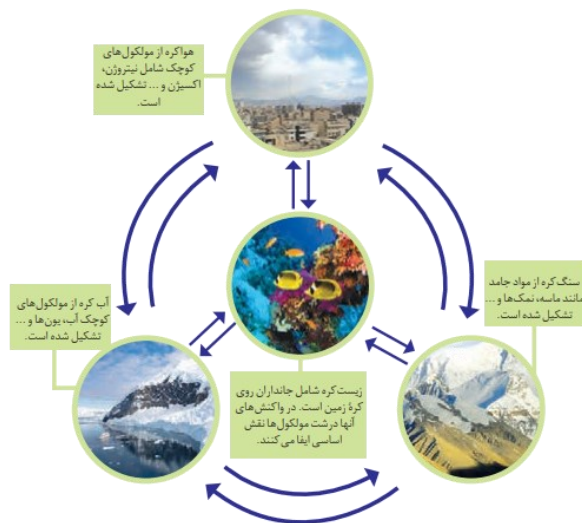 هواکره از مولکول‌های
کوچک شامل نیتروژن،
اکسیژن و ... تشکیل شده
است.
سنگ کره از مواد جامد
مانند ماسه، نمک‌ها و ...
تشکیل شده است.
آب کره از مولکول‌های
کوچک آب، یون‌ها و ...
تشکیل شده است.
زیست کره شامل جانداران روی
کرهٔ زمین است. در واکنش‌های
آنها درشت مولکول‌ها نقش
اساسی ایفا می‌کنند.